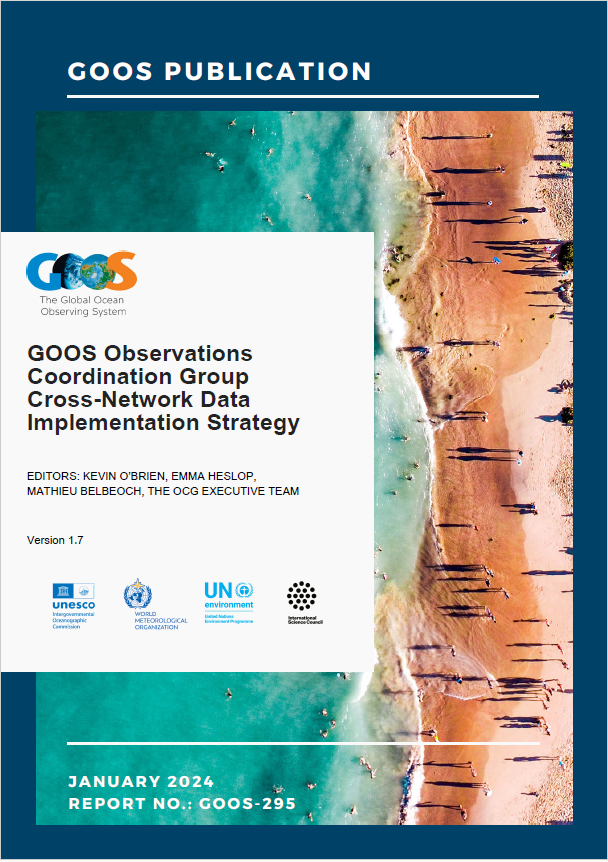 GOOS PUBLICATION
GOOS
The Global Ocean
Observing System
GOOS Observations
Coordination Group
Cross-Network Data
Implementation Strategy
EDITORS: KEVIN O'BRIEN, EMMA HESLOP,
MATHIEU BELBEOCH, THE OCG EXECUTIVE TEAM
Version 1.7
unesco
Intergovernmental
Oceanographic
Commission
WORLD
METEOROLOGICAL
ORGANIZATION
UN
environment
United Nations
Environment Programme
International
Science Council
JANUARY 2024
REPORT NO.: GOOS-295